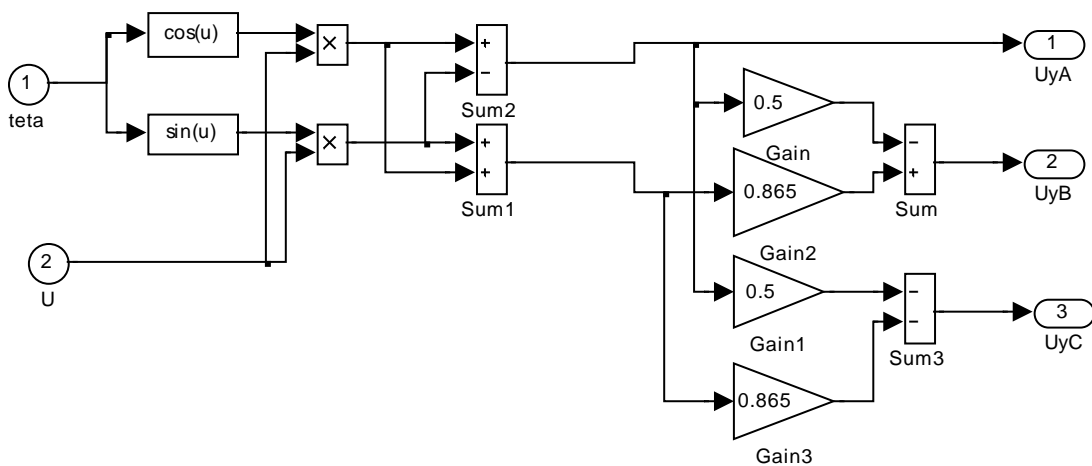 1
teta
cos(u)
sin(u)
×
×
2
U
+
−
Sum2
+
+
Sum1
0.5
Gain
0.865
Gain2
0.5
Gain1
0.865
Gain3
−
+
Sum
−
−
Sum3
1
UyA
2
UyB
3
UyC